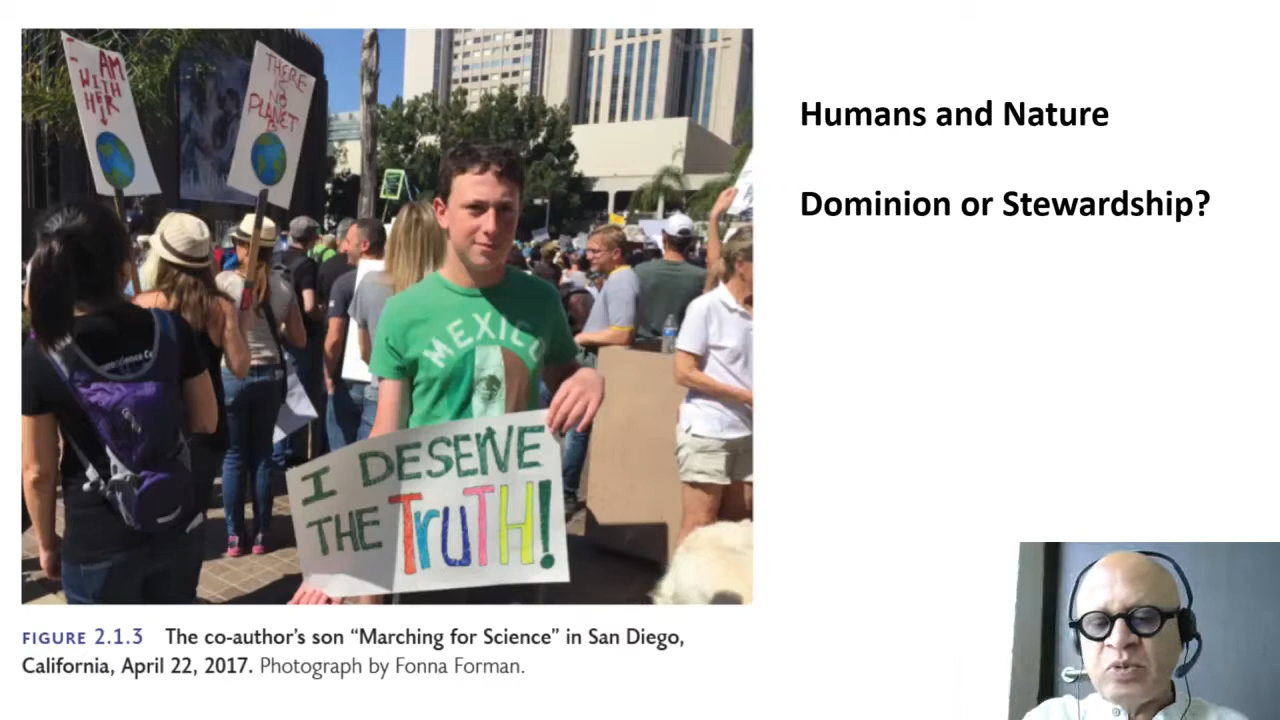 - AM
WITH
HER
THERE
IS
NO
PLANET
B
MEXICO
I DESERVE
THE TRUTH!
Humans and Nature
Dominion or Stewardship?
FIGURE 2.1.3 The co-author’s son “Marching for Science” in San Diego,
California, April 22, 2017. Photograph by Fonna Forman.